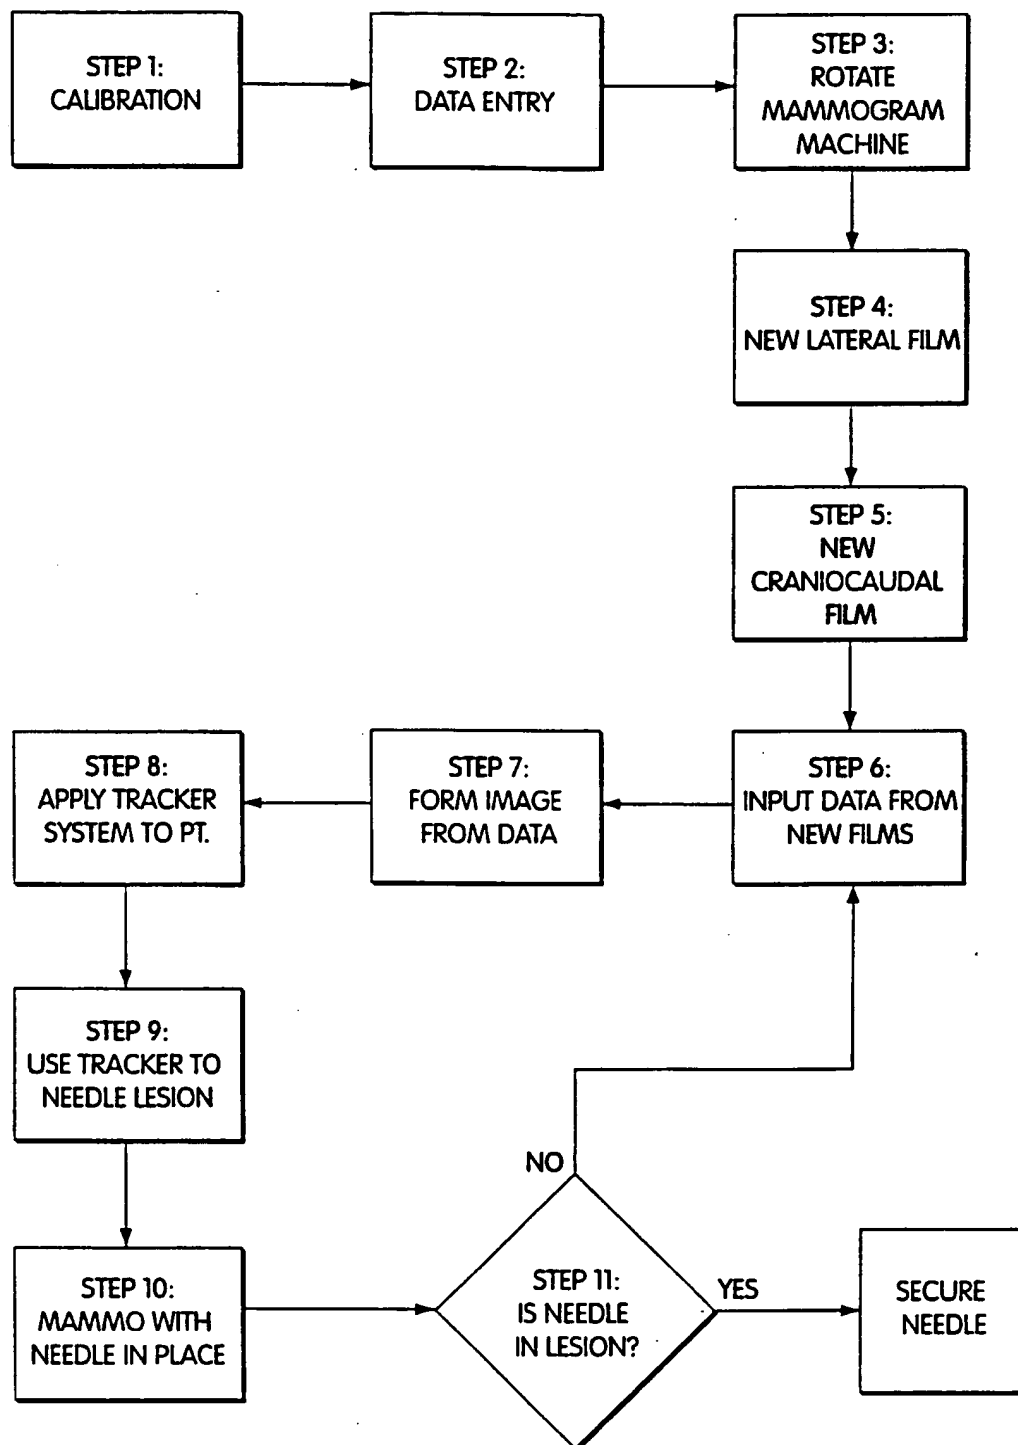 STEP 1:
CALIBRATION
STEP 2:
DATA ENTRY
STEP 3:
ROTATE
MAMMOGRAM
MACHINE
STEP 4:
NEW LATERAL FILM
STEP 5:
NEW
CRANIOCAUDAL
FILM
STEP 6:
INPUT DATA FROM
NEW FILMS
STEP 7:
FORM IMAGE
FROM DATA
STEP 8:
APPLY TRACKER
SYSTEM TO PT.
STEP 9:
USE TRACKER TO
NEEDLE LESION
STEP 10:
MAMMO WITH
NEEDLE IN PLACE
STEP 11:
IS NEEDLE
IN LESION?
NO
YES
SECURE
NEEDLE